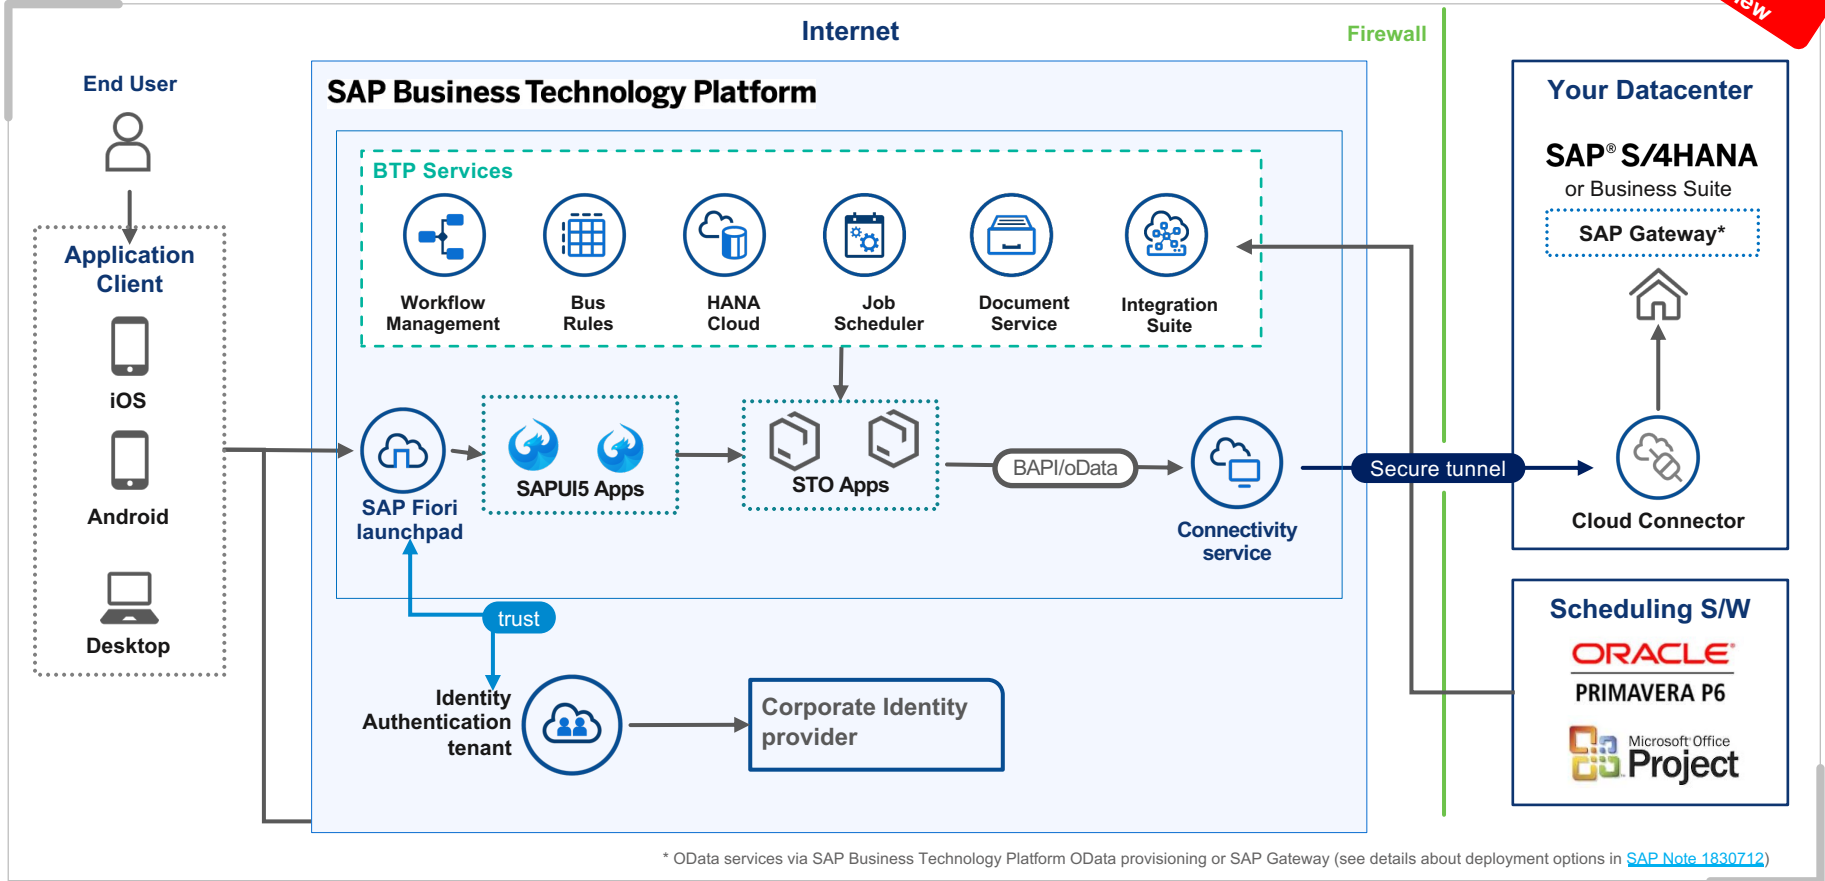 Internet
Firewall
End User
SAP Business Technology Platform
Your Datacenter
SAP® S/4HANA
or Business Suite
SAP Gateway*
BTP Services
Workflow
Management
Bus
Rules
HANA
Cloud
Job
Scheduler
Document
Service
Integration
Suite
Application
Client
iOS
Android
Desktop
SAP Fiori
launchpad
SAPUI5 Apps
STO Apps
BAPI/oData
Connectivity
service
Secure tunnel
Cloud Connector
trust
Identity
Authentication
tenant
Corporate Identity
provider
Scheduling S/W
ORACLE®
PRIMAVERA P6
Microsoft Office
Project
* OData services via SAP Business Technology Platform OData provisioning or SAP Gateway (see details about deployment options in SAP Note 1830712)